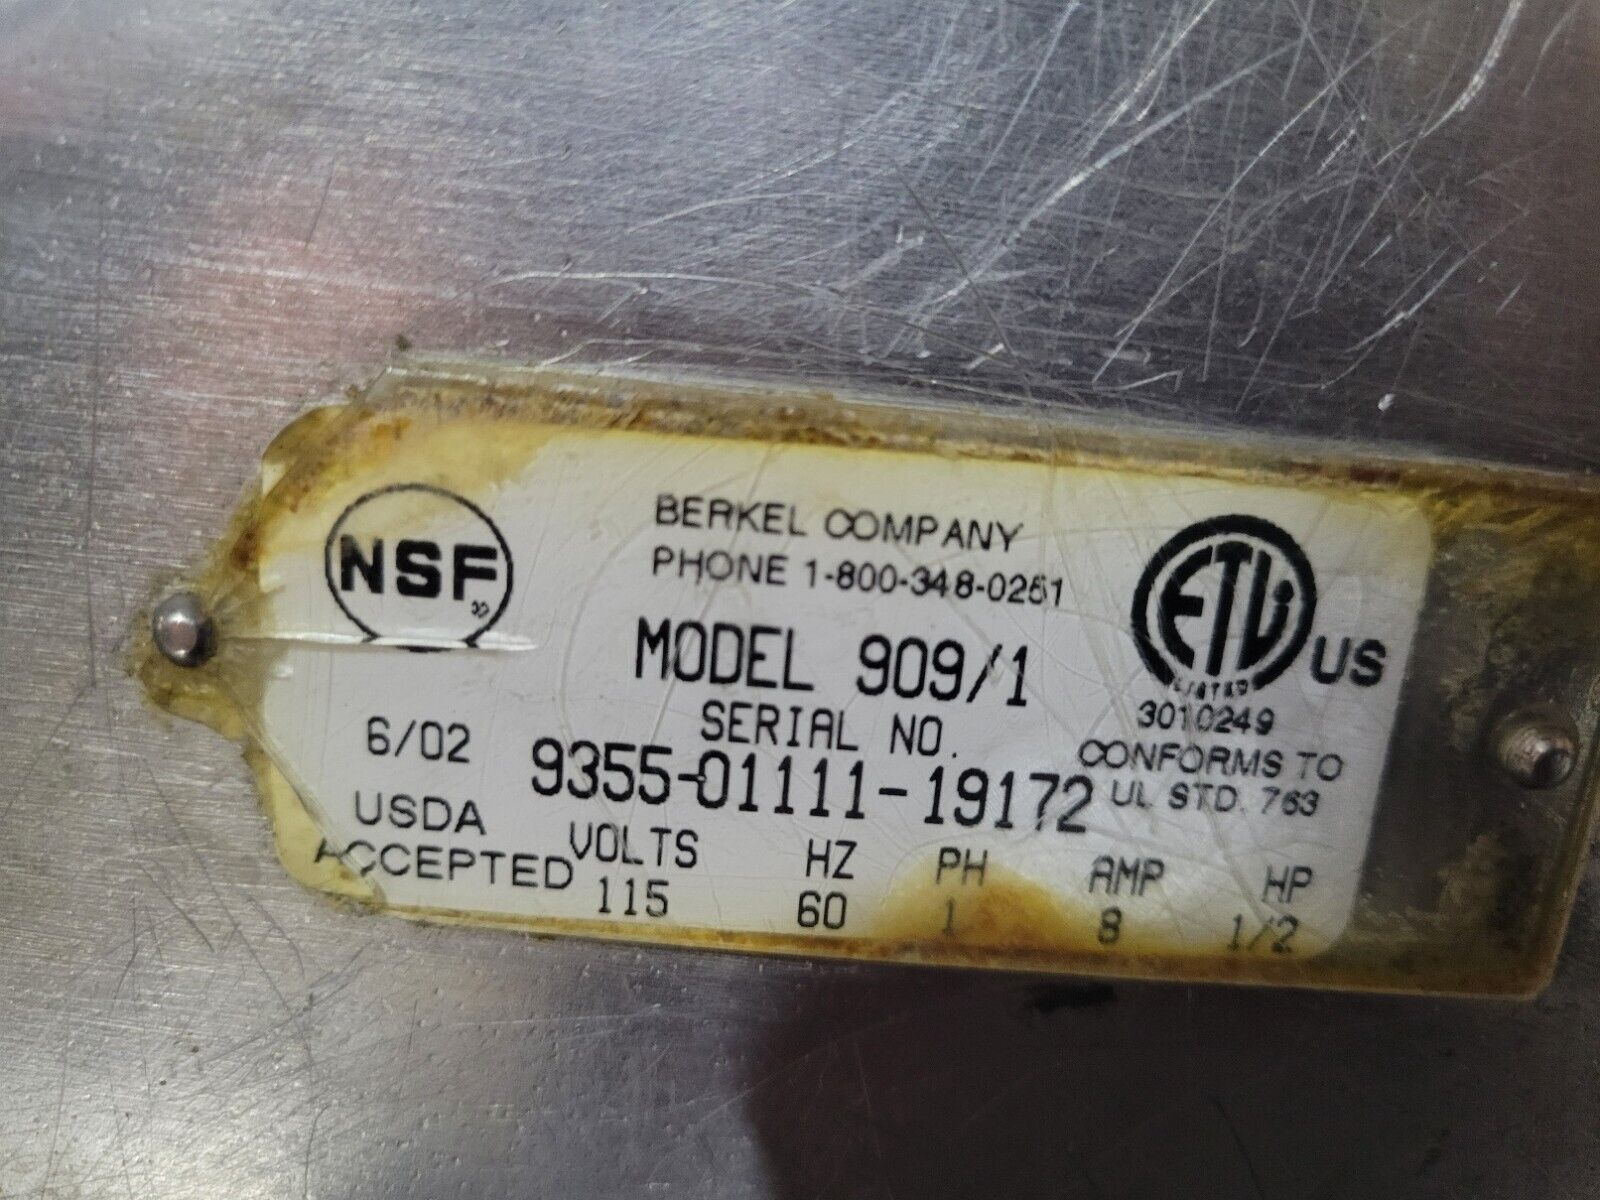 NSF
BERKEL COMPANY
PHONE 1-800-348-0251
MODEL 909/1
SERIAL NO.
9355-01111-19172
6/02
USDA
ACCEPTED
ETL US
LISTED
3010249
CONFORMS TO
UL STD. 763
VOLTS HZ PH AMP HP
115 60 1 8 1/2